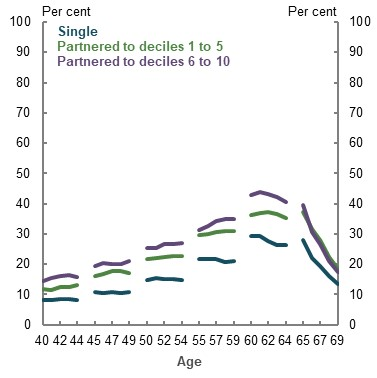 Per cent Per cent
100 100
Single
Partnered to deciles 1 to 5
Partnered to deciles 6 to 10
90 90
80 80
70 70
60 60
50 50
40 40
30 30
20 20
10 10
0 0
40 42 44 45 47 49 50 52 54 55 57 59 60 62 64 65 67 69
Age